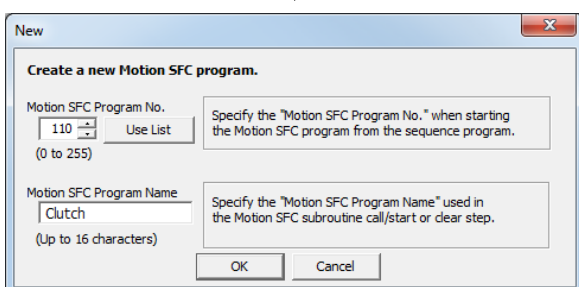 New
Create a new Motion SFC program.
Motion SFC Program No.
110
Use List
(0 to 255)
Specify the "Motion SFC Program No." when starting
the Motion SFC program from the sequence program.
Motion SFC Program Name
Clutch
(Up to 16 characters)
Specify the "Motion SFC Program Name" used in
the Motion SFC subroutine call/start or clear step.
OK
Cancel